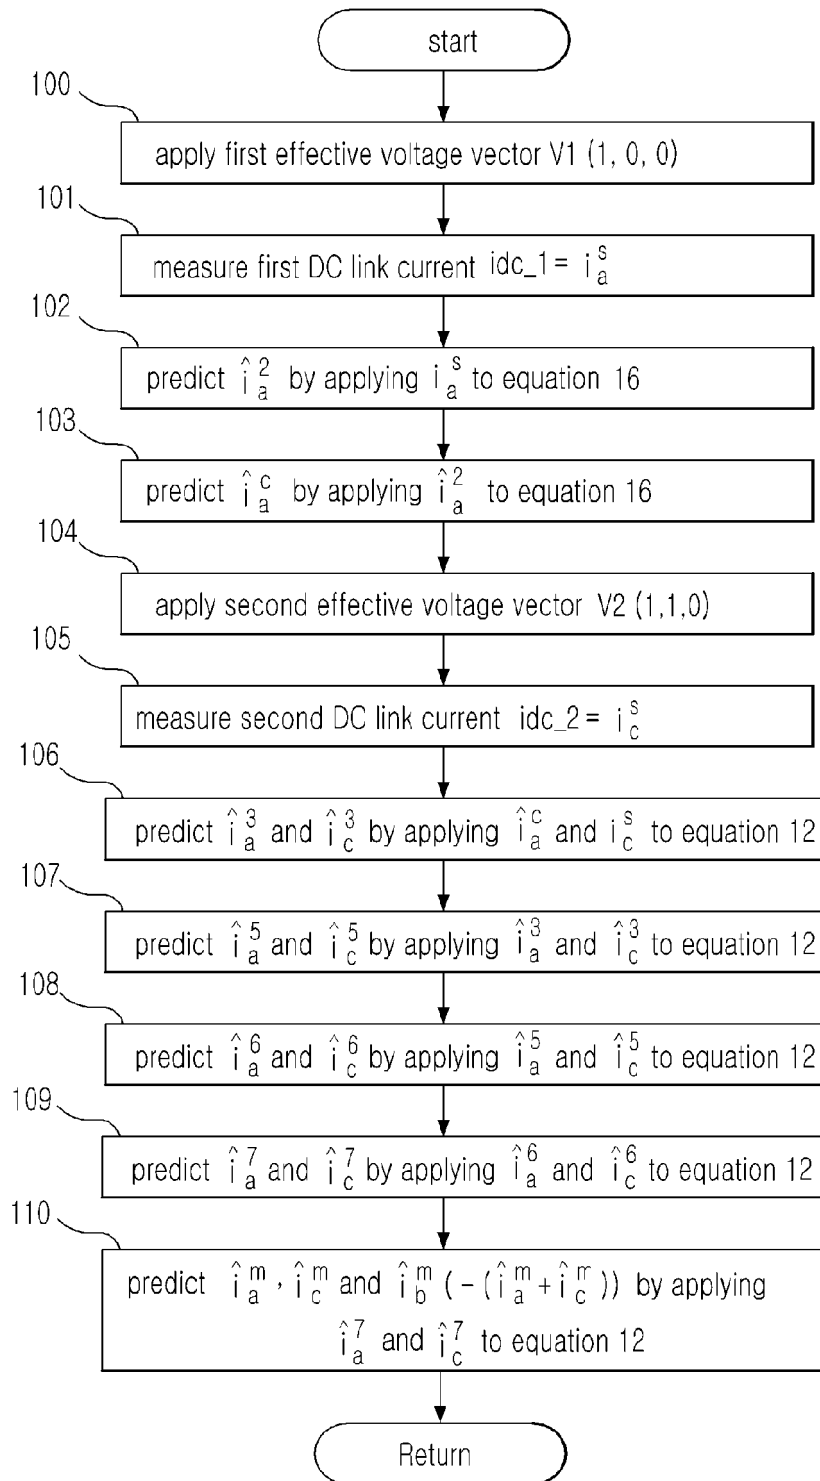 start
100
apply first effective voltage vector V1 (1, 0, 0)
101
measure first DC link current idc_1 = i_a^s
102
predict î_a^2 by applying i_a^s to equation 16
103
predict î_a^c by applying î_a^2 to equation 16
104
apply second effective voltage vector V2 (1,1,0)
105
measure second DC link current idc_2 = i_c^s
106
predict î_a^3 and î_c^3 by applying î_a^c and i_c^s to equation 12
107
predict î_a^5 and î_c^5 by applying î_a^3 and î_c^3 to equation 12
108
predict î_a^6 and î_c^6 by applying î_a^5 and î_c^5 to equation 12
109
predict î_a^7 and î_c^7 by applying î_a^6 and î_c^6 to equation 12
110
predict î_a^m, î_c^m and î_b^m (-(î_a^m + î_c^m)) by applying
î_a^7 and î_c^7 to equation 12
Return